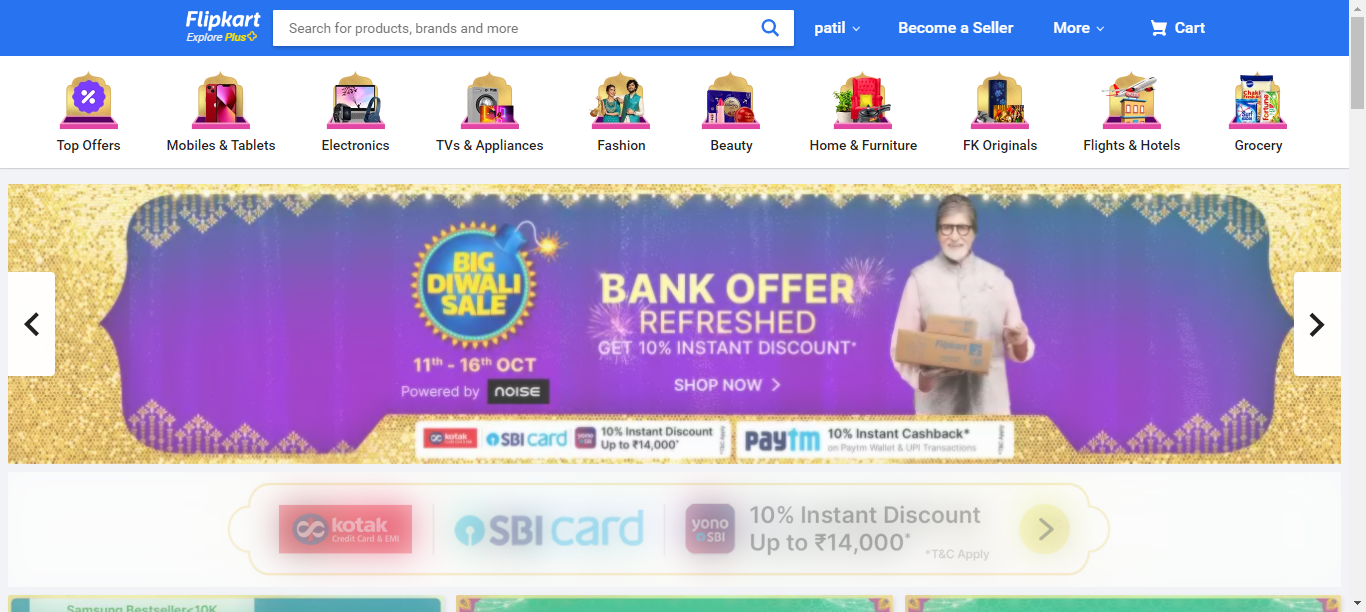 Flipkart
Explore Plus
Search for products, brands and more
patil
Become a Seller
More
Cart
Top Offers
Mobiles & Tablets
Electronics
TVs & Appliances
Fashion
Beauty
Home & Furniture
FK Originals
Flights & Hotels
Grocery
BIG
DIWALI
SALE
11th - 16th OCT
Powered by noise
BANK OFFER
REFRESHED
GET 10% INSTANT DISCOUNT*
SHOP NOW
Flipkart
kotak
SBI card
yono
10% Instant Discount
Up to ₹14,000*
paytm
10% Instant Cashback*
on Paytm Wallet & UPI Transactions
kotak
Credit Card & EMI
SBI card
yono
SBI
10% Instant Discount
Up to ₹14,000*
*T&C Apply
Samsung Bestseller<10K